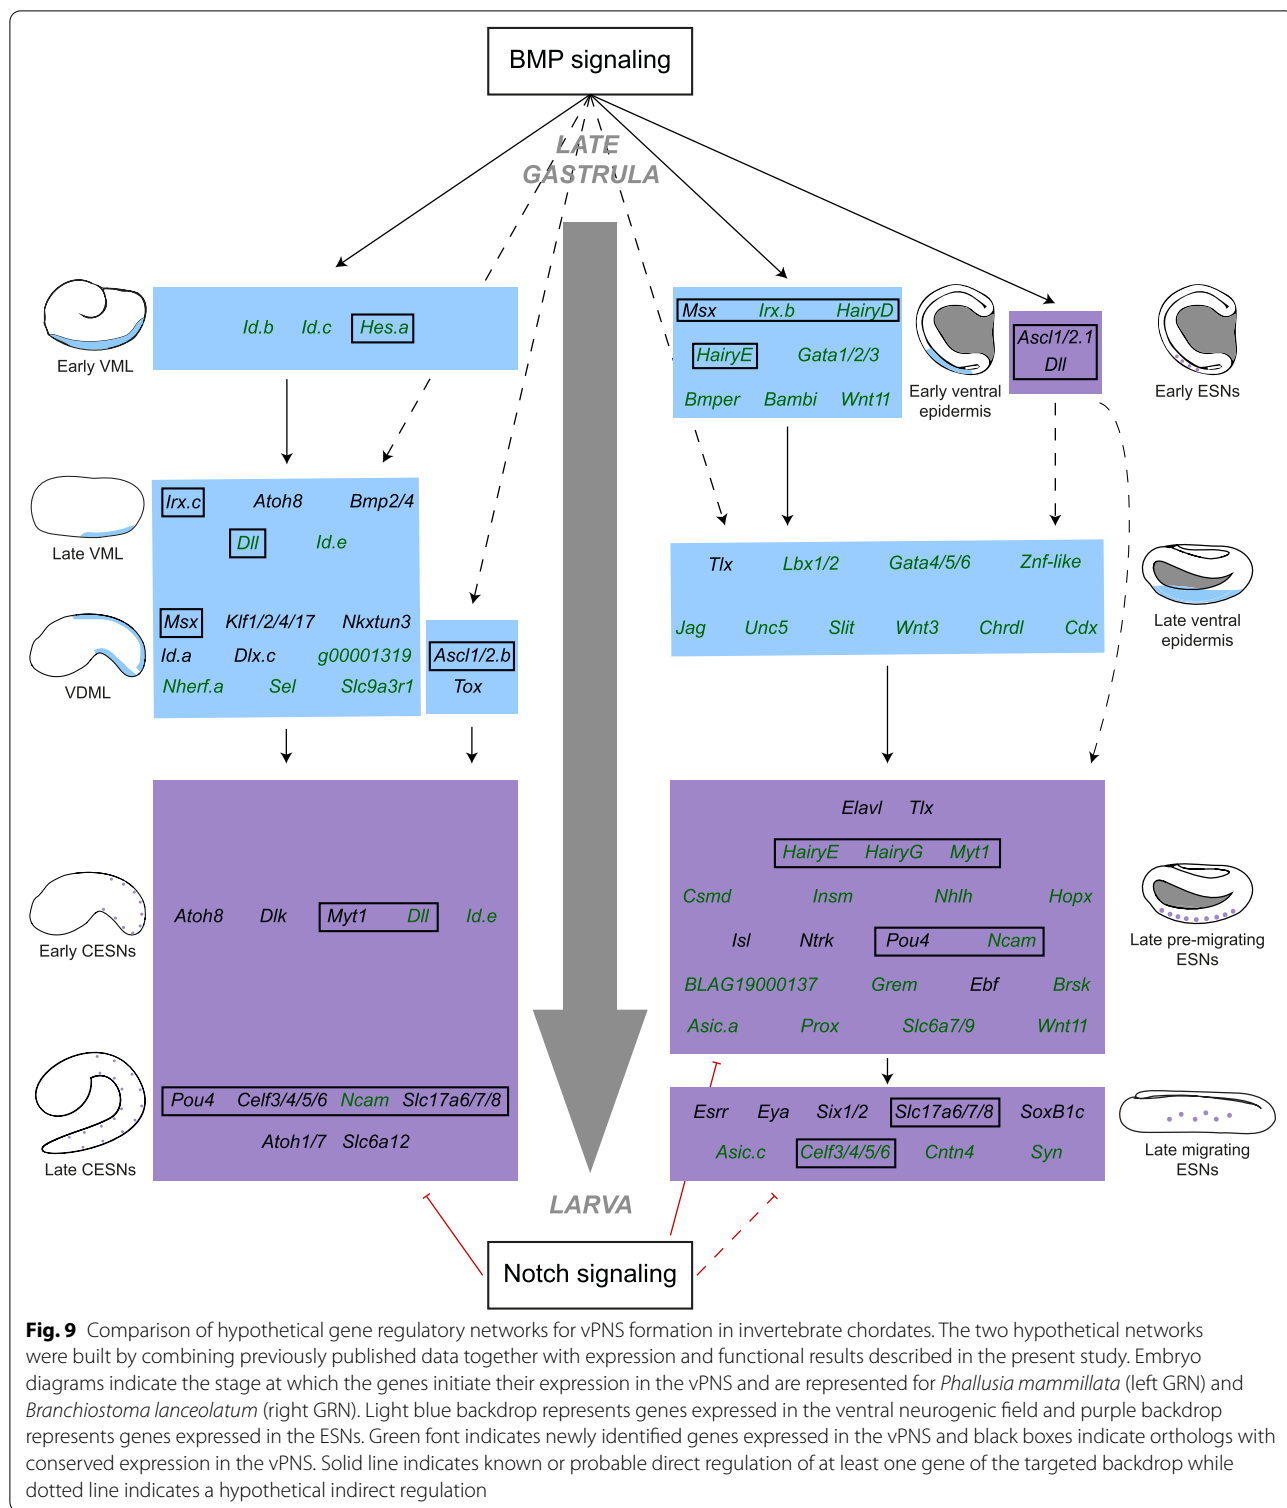 BMP signaling
LATE
GASTRULA
Early VML
Id.b Id.c Hes.a
Msx Irx.b HairyD
HairyE Gata1/2/3
Bmper Bambi Wnt11
Early ventral
epidermis
Ascl1/2.1
Dll
Early ESNs
Late VML
Irx.c Atoh8 Bmp2/4
Dll Id.e
VDML
Msx Klf1/2/4/17 Nkxtun3
Id.a Dlx.c g00001319
Nherf.a Sel Slc9a3r1
Ascl1/2.b
Tox
Tlx Lbx1/2 Gata4/5/6 Znf-like
Jag Unc5 Slit Wnt3 Chrdl Cdx
Late ventral
epidermis
Early CESNs
Atoh8 Dlk Myt1 Dll Id.e
Late CESNs
Pou4 Celf3/4/5/6 Ncam Slc17a6/7/8
Atoh1/7 Slc6a12
Elavl Tlx
HairyE HairyG Myt1
Csmd Insm Nhlh Hopx
Isl Ntrk Pou4 Ncam
BLAG19000137 Grem Ebf Brsk
Asic.a Prox Slc6a7/9 Wnt11
Late pre-migrating
ESNs
Esrr Eya Six1/2 Slc17a6/7/8 SoxB1c
Asic.c Celf3/4/5/6 Cntn4 Syn
Late migrating
ESNs
LARVA
Notch signaling
Fig. 9 Comparison of hypothetical gene regulatory networks for vPNS formation in invertebrate chordates. The two hypothetical networks
were built by combining previously published data together with expression and functional results described in the present study. Embryo
diagrams indicate the stage at which the genes initiate their expression in the vPNS and are represented for Phallusia mammillata (left GRN) and
Branchiostoma lanceolatum (right GRN). Light blue backdrop represents genes expressed in the ventral neurogenic field and purple backdrop
represents genes expressed in the ESNs. Green font indicates newly identified genes expressed in the vPNS and black boxes indicate orthologs with
conserved expression in the vPNS. Solid line indicates known or probable direct regulation of at least one gene of the targeted backdrop while
dotted line indicates a hypothetical indirect regulation